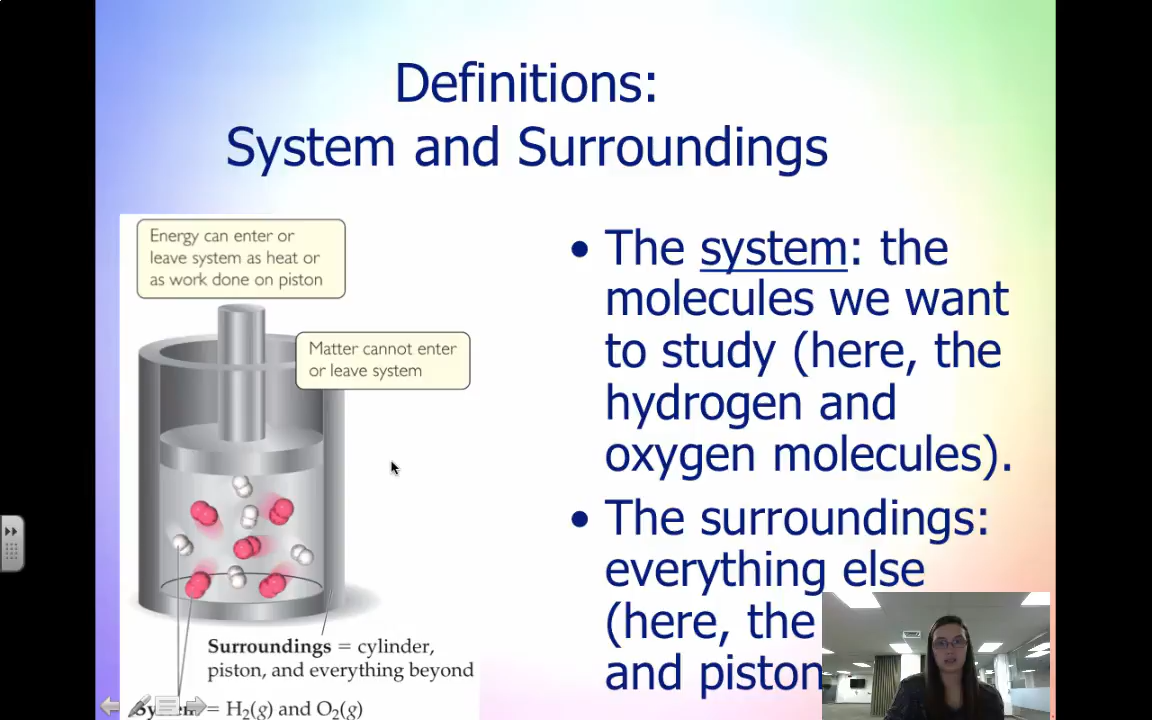 Definitions:
System and Surroundings
Energy can enter or
leave system as heat or
as work done on piston
Matter cannot enter
or leave system
Surroundings = cylinder,
piston, and everything beyond
= H₂(g) and O₂(g)
• The system: the
molecules we want
to study (here, the
hydrogen and
oxygen molecules).
• The surroundings:
everything else
(here, the
and piston